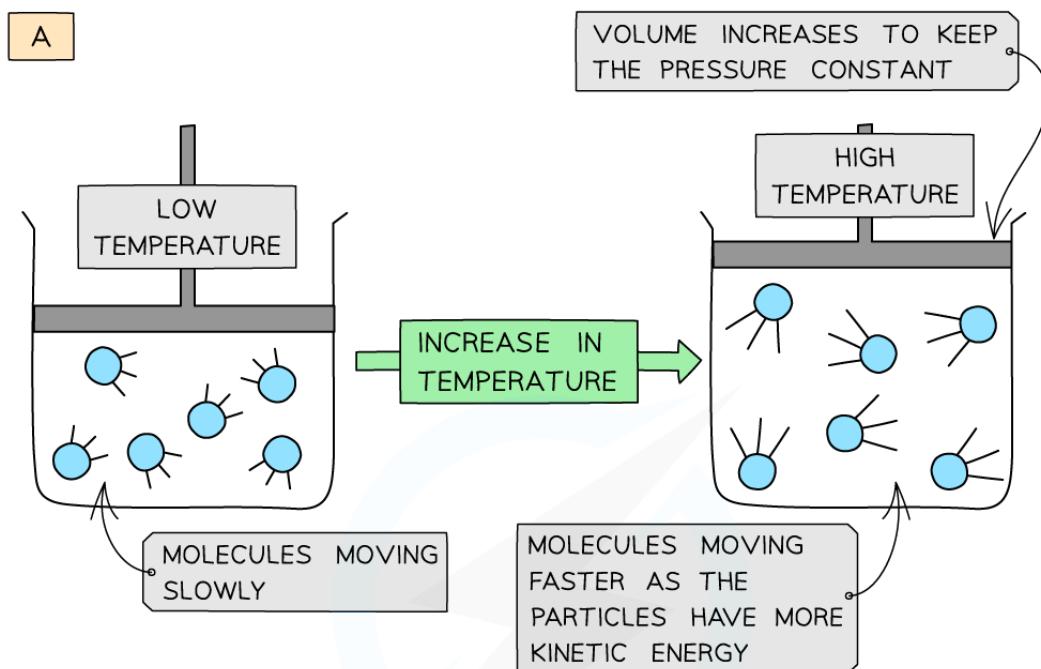 A
VOLUME INCREASES TO KEEP
THE PRESSURE CONSTANT
LOW
TEMPERATURE
HIGH
TEMPERATURE
INCREASE IN
TEMPERATURE
MOLECULES MOVING
SLOWLY
MOLECULES MOVING
FASTER AS THE
PARTICLES HAVE MORE
KINETIC ENERGY